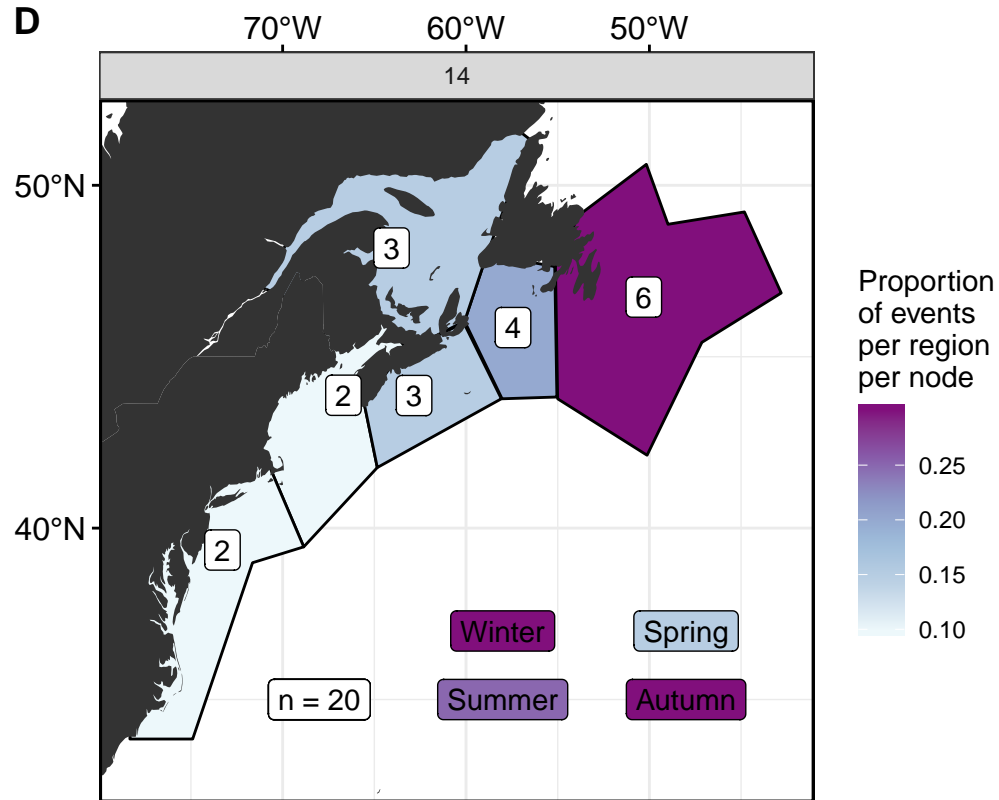 D
70°W 60°W 50°W
14
50°N
40°N
3
6
4
2
3
2
Winter Spring
n = 20 Summer Autumn
Proportion
of events
per region
per node
0.25
0.20
0.15
0.10